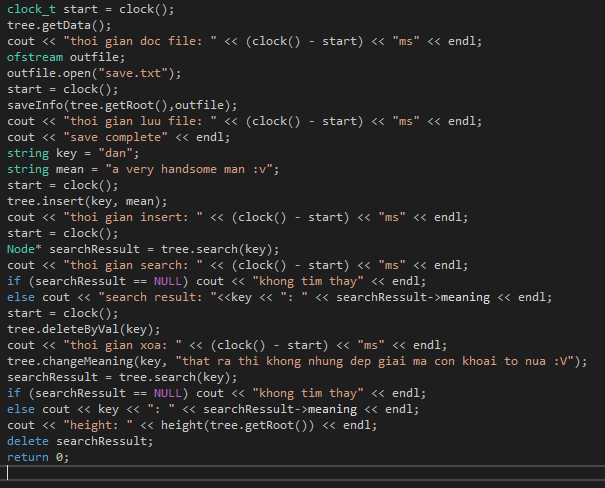 clock_t start = clock();
tree.getData();
cout << "thoi gian doc file: " << (clock() - start) << "ms" << endl;
ofstream outfile;
outfile.open("save.txt");
start = clock();
saveInfo(tree.getRoot(),outfile);
cout << "thoi gian luu file: " << (clock() - start) << "ms" << endl;
cout << "save complete" << endl;
string key = "dan";
string mean = "a very handsome man :v";
start = clock();
tree.insert(key, mean);
cout << "thoi gian insert: " << (clock() - start) << "ms" << endl;
start = clock();
Node* searchRessult = tree.search(key);
cout << "thoi gian search: " << (clock() - start) << "ms" << endl;
if (searchRessult == NULL) cout << "khong tim thay" << endl;
else cout << "search result: "<<key << ": " << searchRessult->meaning << endl;
start = clock();
tree.deleteByVal(key);
cout << "thoi gian xoa: " << (clock() - start) << "ms" << endl;
tree.changeMeaning(key, "that ra thi khong nhung dep giai ma con khoai to nua :V");
searchRessult = tree.search(key);
if (searchRessult == NULL) cout << "khong tim thay" << endl;
else cout << key << ": " << searchRessult->meaning << endl;
cout << "height: " << height(tree.getRoot()) << endl;
delete searchRessult;
return 0;